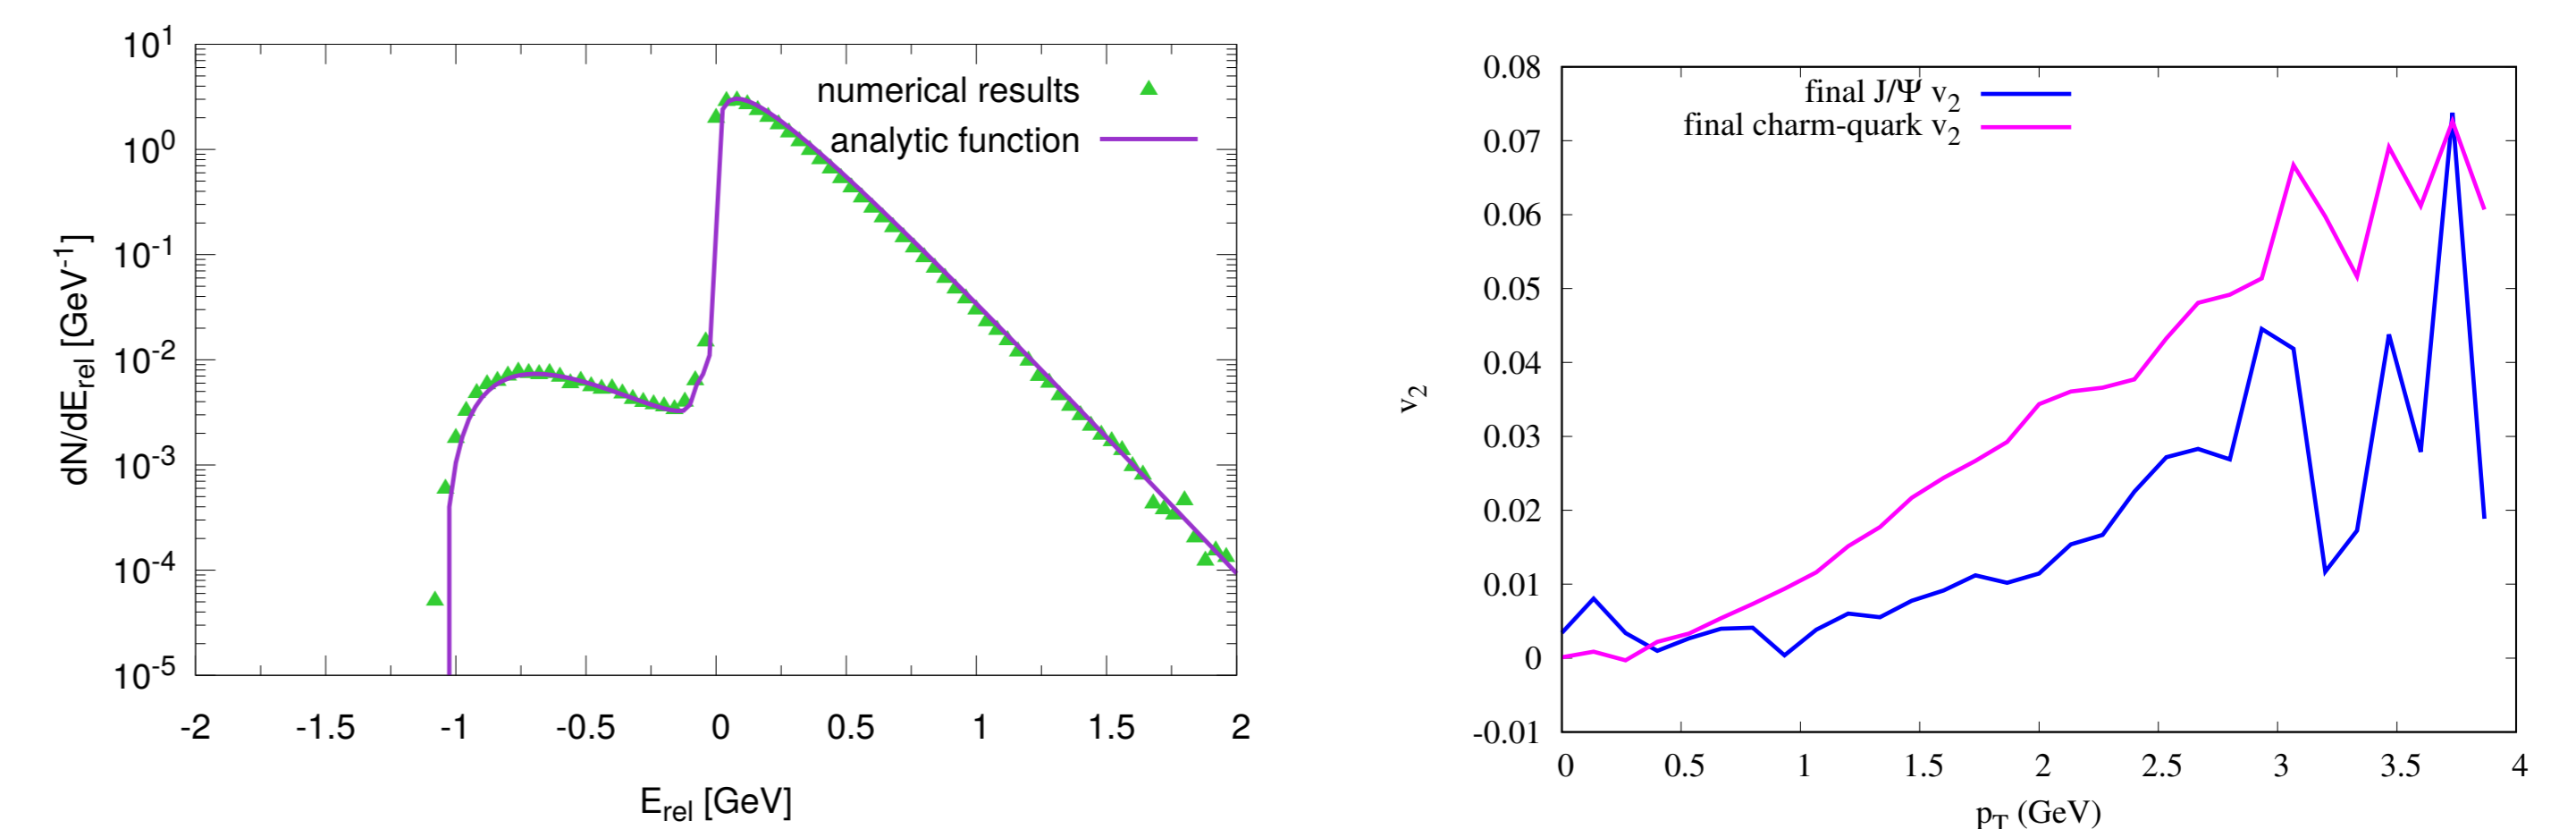 10^1
10^0
10^-1
10^-2
10^-3
10^-4
10^-5
dN/dE_rel [GeV^-1]
numerical results
analytic function
-2 -1.5 -1 -0.5 0 0.5 1 1.5 2
E_rel [GeV]
0.08
0.07
0.06
0.05
0.04
0.03
0.02
0.01
0
-0.01
v_2
final J/Ψ v_2
final charm-quark v_2
0 0.5 1 1.5 2 2.5 3 3.5 4
p_T (GeV)